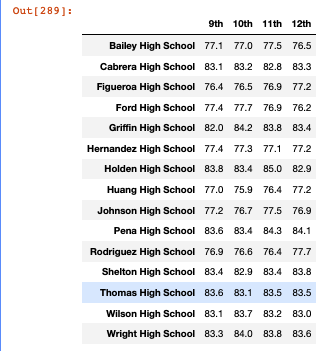 Out[289]:
9th 10th 11th 12th
Bailey High School 77.1 77.0 77.5 76.5
Cabrera High School 83.1 83.2 82.8 83.3
Figueroa High School 76.4 76.5 76.9 77.2
Ford High School 77.4 77.7 76.9 76.2
Griffin High School 82.0 84.2 83.8 83.4
Hernandez High School 77.4 77.3 77.1 77.2
Holden High School 83.8 83.4 85.0 82.9
Huang High School 77.0 75.9 76.4 77.2
Johnson High School 77.2 76.7 77.5 76.9
Pena High School 83.6 83.4 84.3 84.1
Rodriguez High School 76.9 76.6 76.4 77.7
Shelton High School 83.4 82.9 83.4 83.8
Thomas High School 83.6 83.1 83.5 83.5
Wilson High School 83.1 83.7 83.2 83.0
Wright High School 83.3 84.0 83.8 83.6